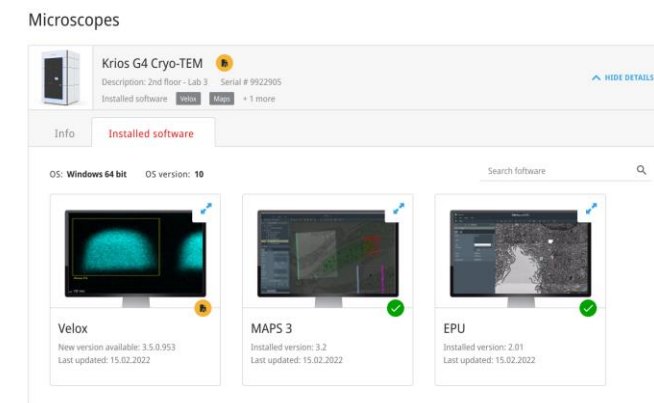 Microscopes
Krios G4 Cryo-TEM
Description: 2nd floor - Lab 3 Serial # 9922905
Installed software Velox Maps + 1 more
HIDE DETAILS
Info Installed software
OS: Windows 64 bit OS version: 10
Search foftware
Velox
New version available: 3.5.0.953
Last updated: 15.02.2022
MAPS 3
Installed version: 3.2
Last updated: 15.02.2022
EPU
Installed version: 2.01
Last updated: 15.02.2022